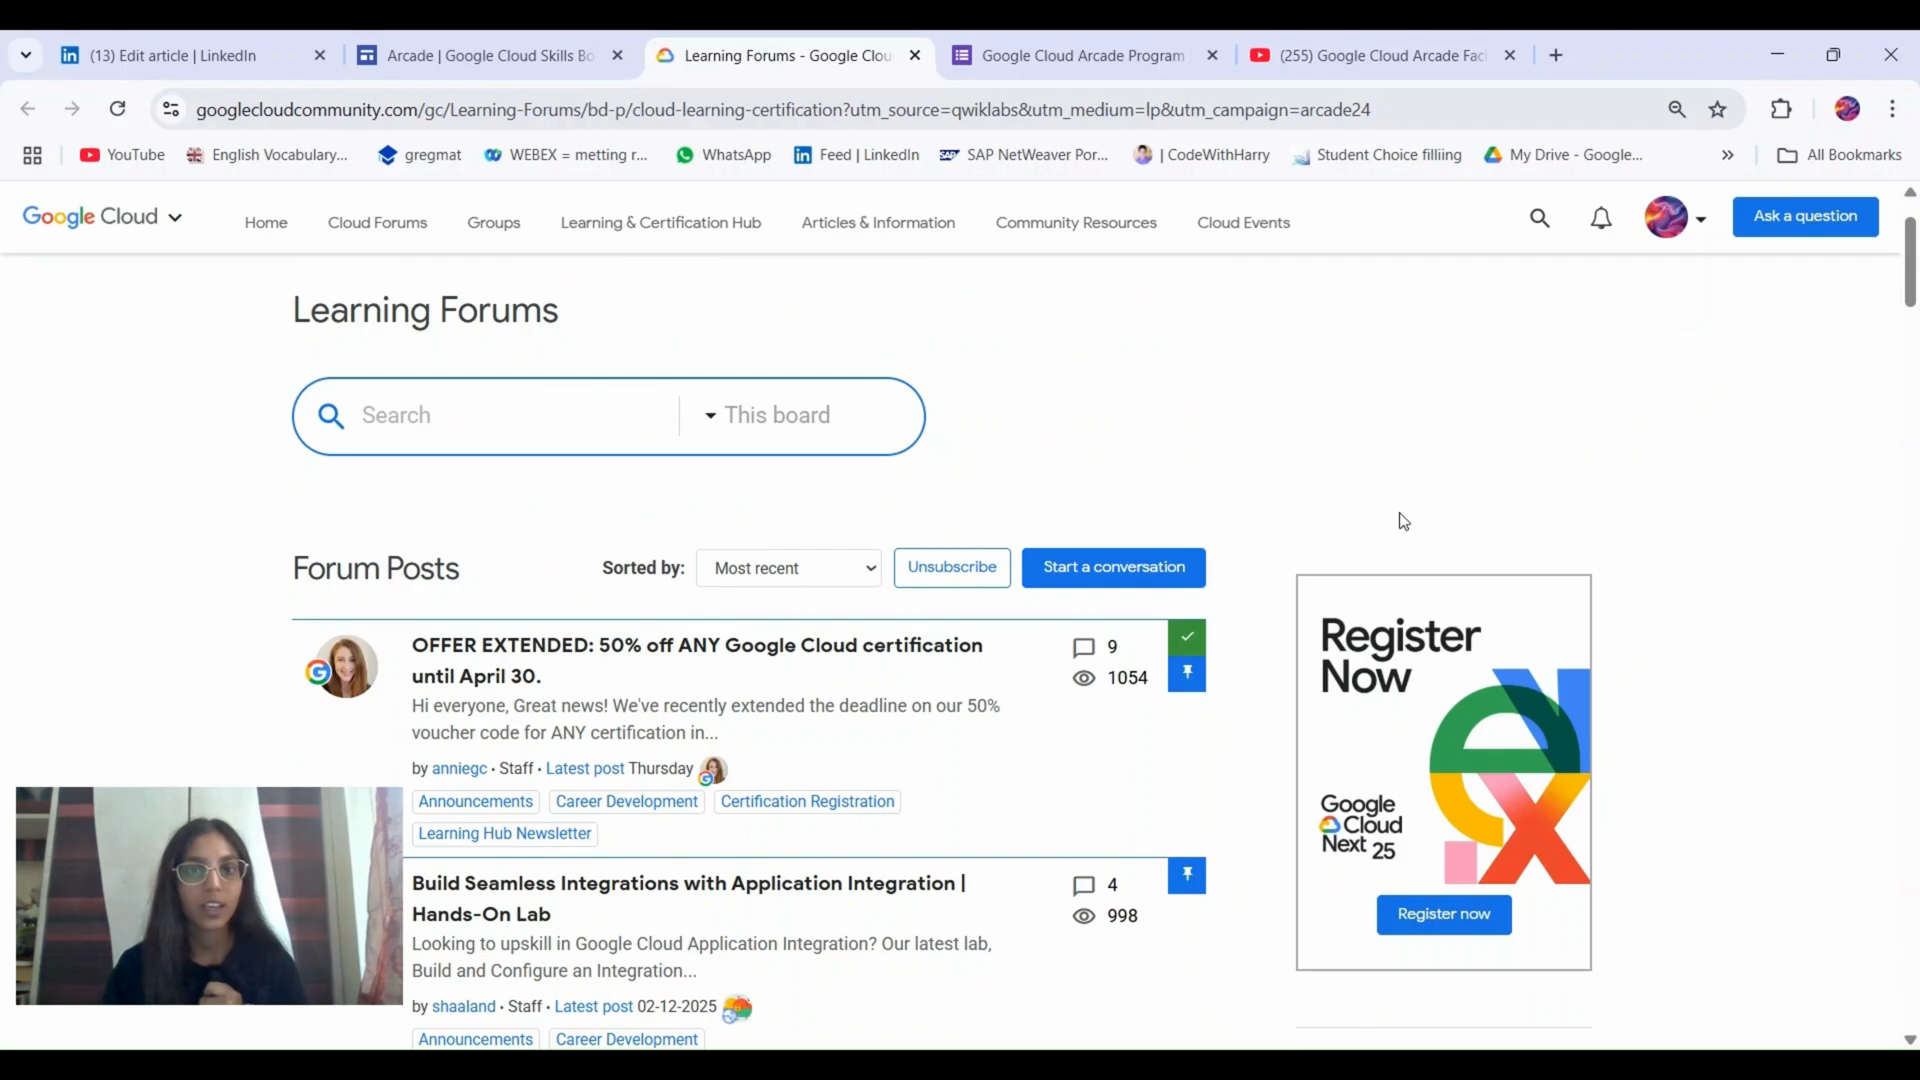 (13) Edit article | LinkedIn
Arcade | Google Cloud Skills Bo
Learning Forums - Google Clou
Google Cloud Arcade Program
(255) Google Cloud Arcade Faci
googlecloudcommunity.com/gc/Learning-Forums/bd-p/cloud-learning-certification?utm_source=qwiklabs&utm_medium=lp&utm_campaign=arcade24
YouTube
English Vocabulary...
gregmat
WEBEX = metting r...
WhatsApp
Feed | LinkedIn
SAP NetWeaver Por...
| CodeWithHarry
Student Choice filliing
My Drive - Google...
All Bookmarks
Google Cloud
Home
Cloud Forums
Groups
Learning & Certification Hub
Articles & Information
Community Resources
Cloud Events
Ask a question
Learning Forums
Search
This board
Forum Posts
Sorted by:
Most recent
Unsubscribe
Start a conversation
OFFER EXTENDED: 50% off ANY Google Cloud certification
until April 30.
9
1054
Hi everyone, Great news! We've recently extended the deadline on our 50%
voucher code for ANY certification in...
by anniegc • Staff • Latest post Thursday
Announcements
Career Development
Certification Registration
Learning Hub Newsletter
Build Seamless Integrations with Application Integration |
Hands-On Lab
4
998
Looking to upskill in Google Cloud Application Integration? Our latest lab,
Build and Configure an Integration...
by shaaland • Staff • Latest post 02-12-2025
Announcements
Career Development
Register
Now
Google
Cloud
Next 25
Register now